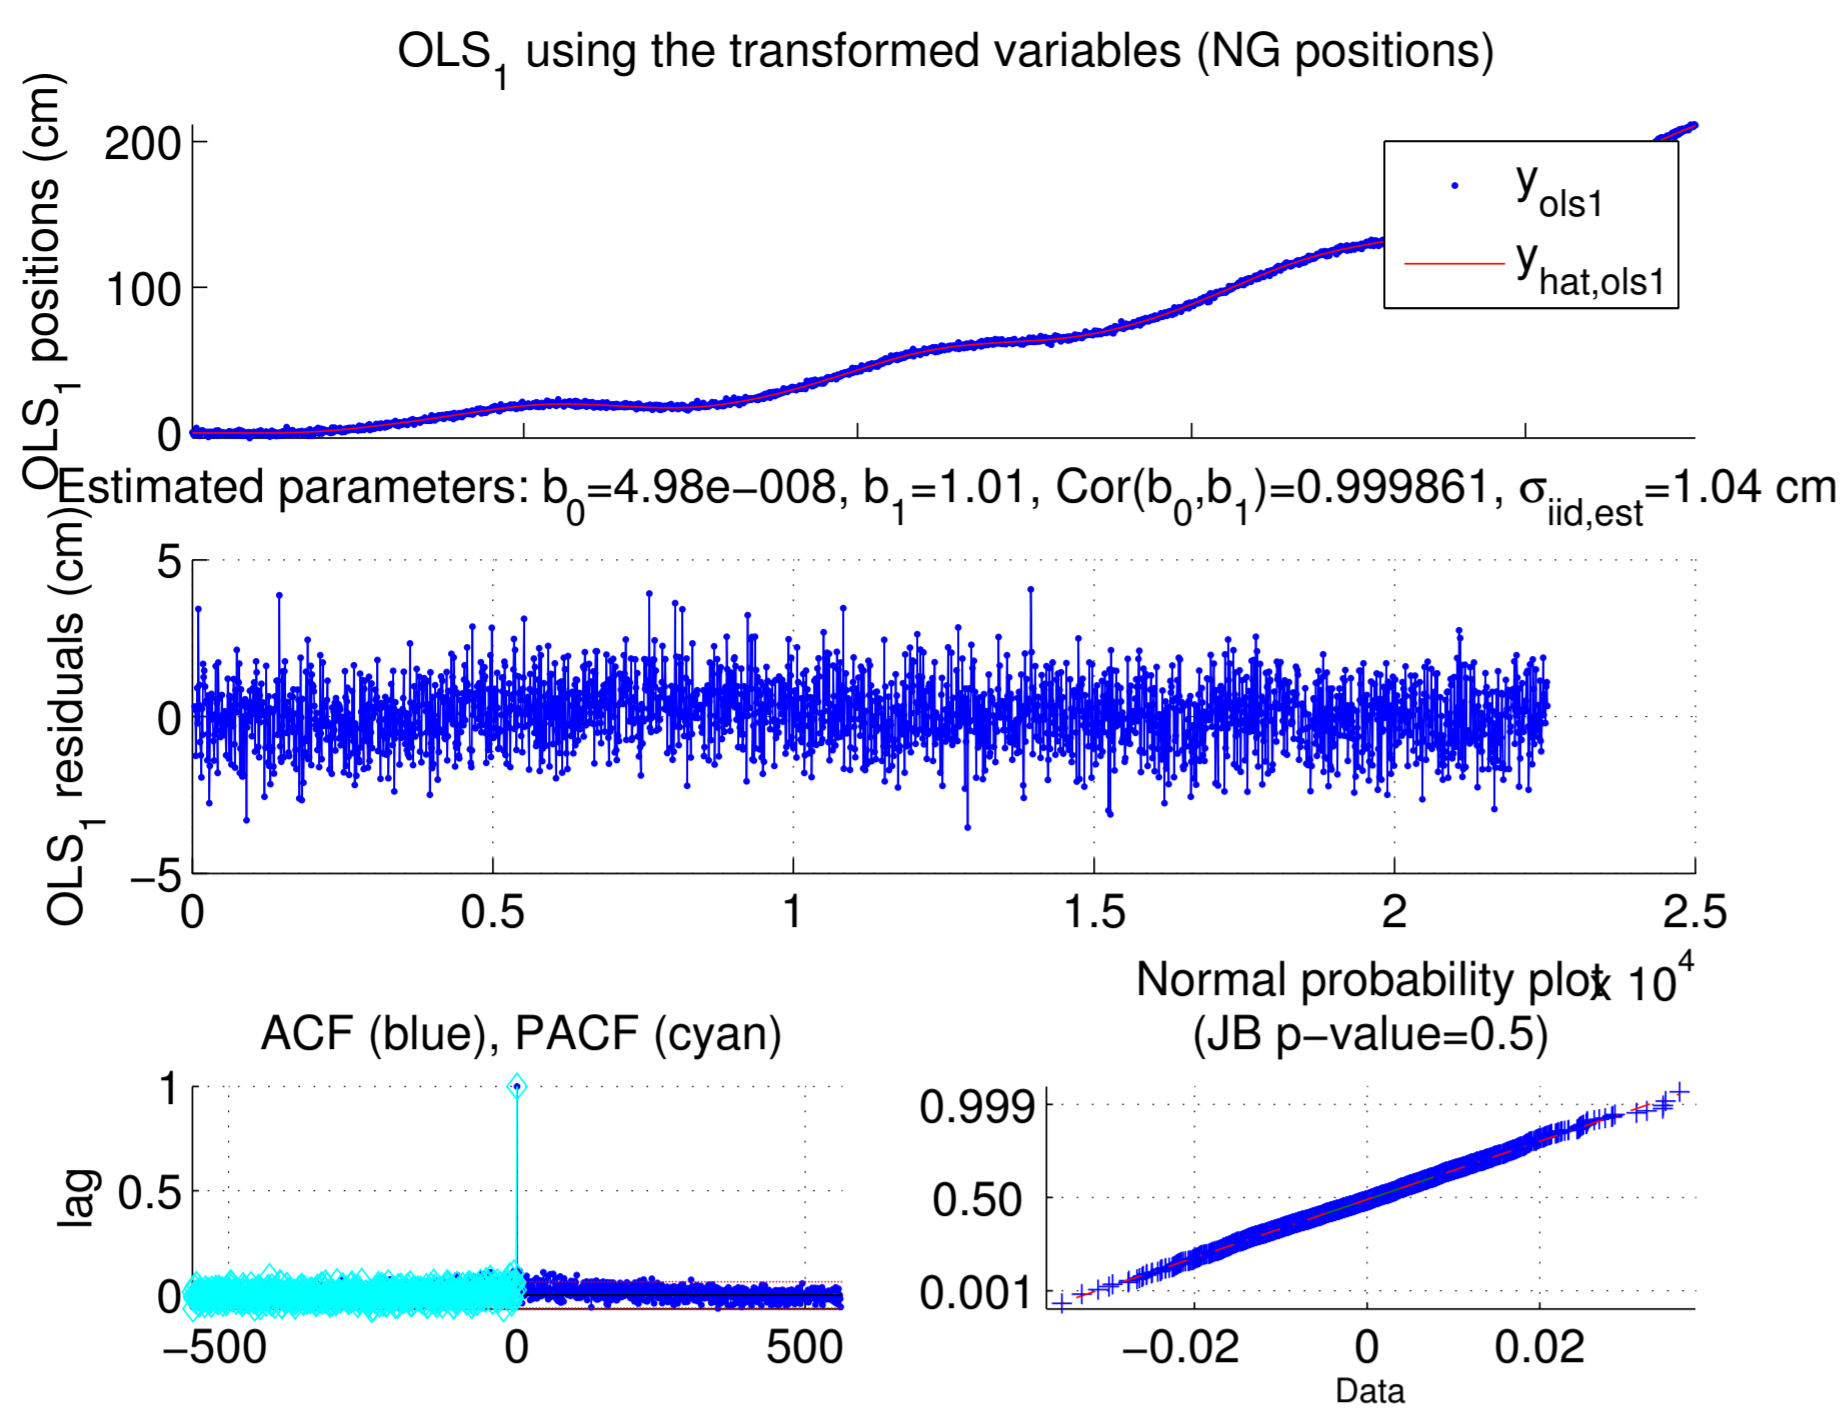 OLS1 using the transformed variables (NG positions)
OLS1 positions (cm)
200
100
0
yols1
yhat,ols1
Estimated parameters: b0=4.98e−008, b1=1.01, Cor(b0,b1)=0.999861, σiid,est=1.04 cm
OLS1 residuals (cm)
5
0
−5
0 0.5 1 1.5 2 2.5
x 10^4
ACF (blue), PACF (cyan)
lag
1
0.5
0
−500 0 500
Normal probability plot
(JB p−value=0.5)
0.999
0.50
0.001
−0.02 0 0.02
Data